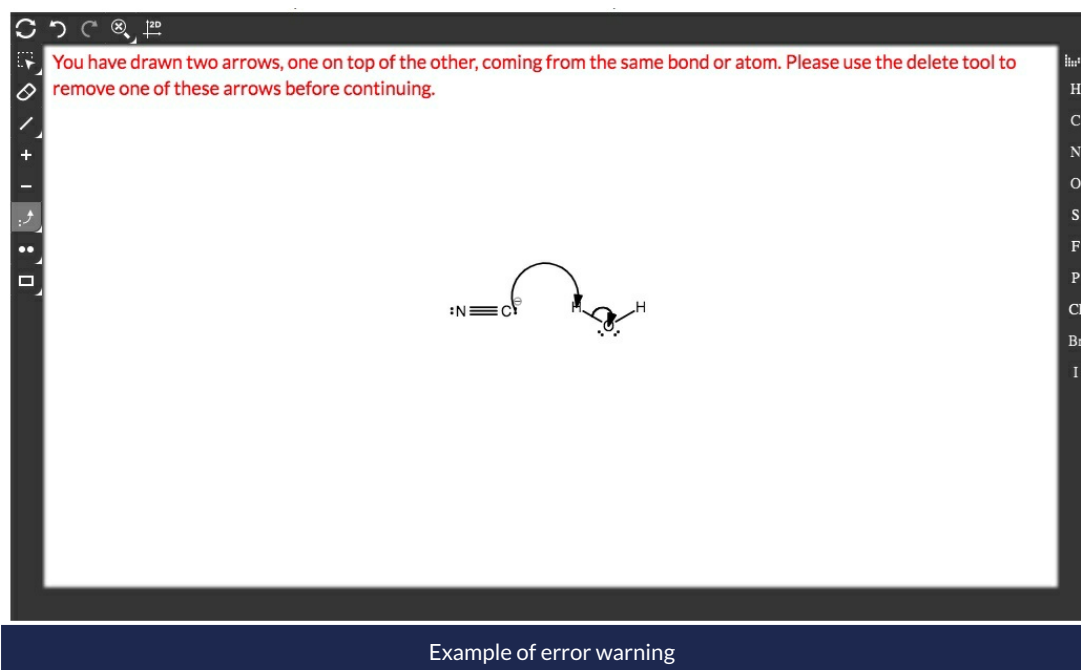 2D
You have drawn two arrows, one on top of the other, coming from the same bond or atom. Please use the delete tool to
remove one of these arrows before continuing.
H
C
N
O
S
F
P
Cl
Br
I
:N≡C:⊖
H
H
O
Example of error warning